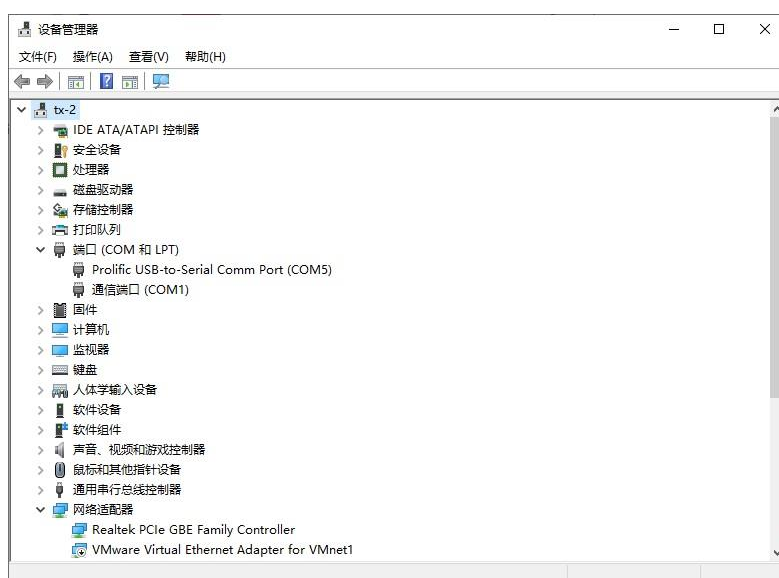 设备管理器
文件(F) 操作(A) 查看(V) 帮助(H)
tx-2
IDE ATA/ATAPI 控制器
安全设备
处理器
磁盘驱动器
存储控制器
打印队列
端口 (COM 和 LPT)
Prolific USB-to-Serial Comm Port (COM5)
通信端口 (COM1)
固件
计算机
监视器
键盘
人体学输入设备
软件设备
软件组件
声音、视频和游戏控制器
鼠标和其他指针设备
通用串行总线控制器
网络适配器
Realtek PCIe GBE Family Controller
VMware Virtual Ethernet Adapter for VMnet1